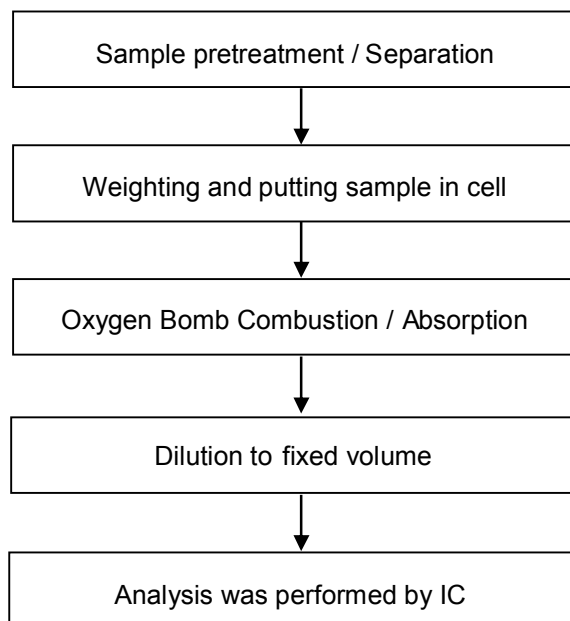 Sample pretreatment / Separation
Weighting and putting sample in cell
Oxygen Bomb Combustion / Absorption
Dilution to fixed volume
Analysis was performed by IC